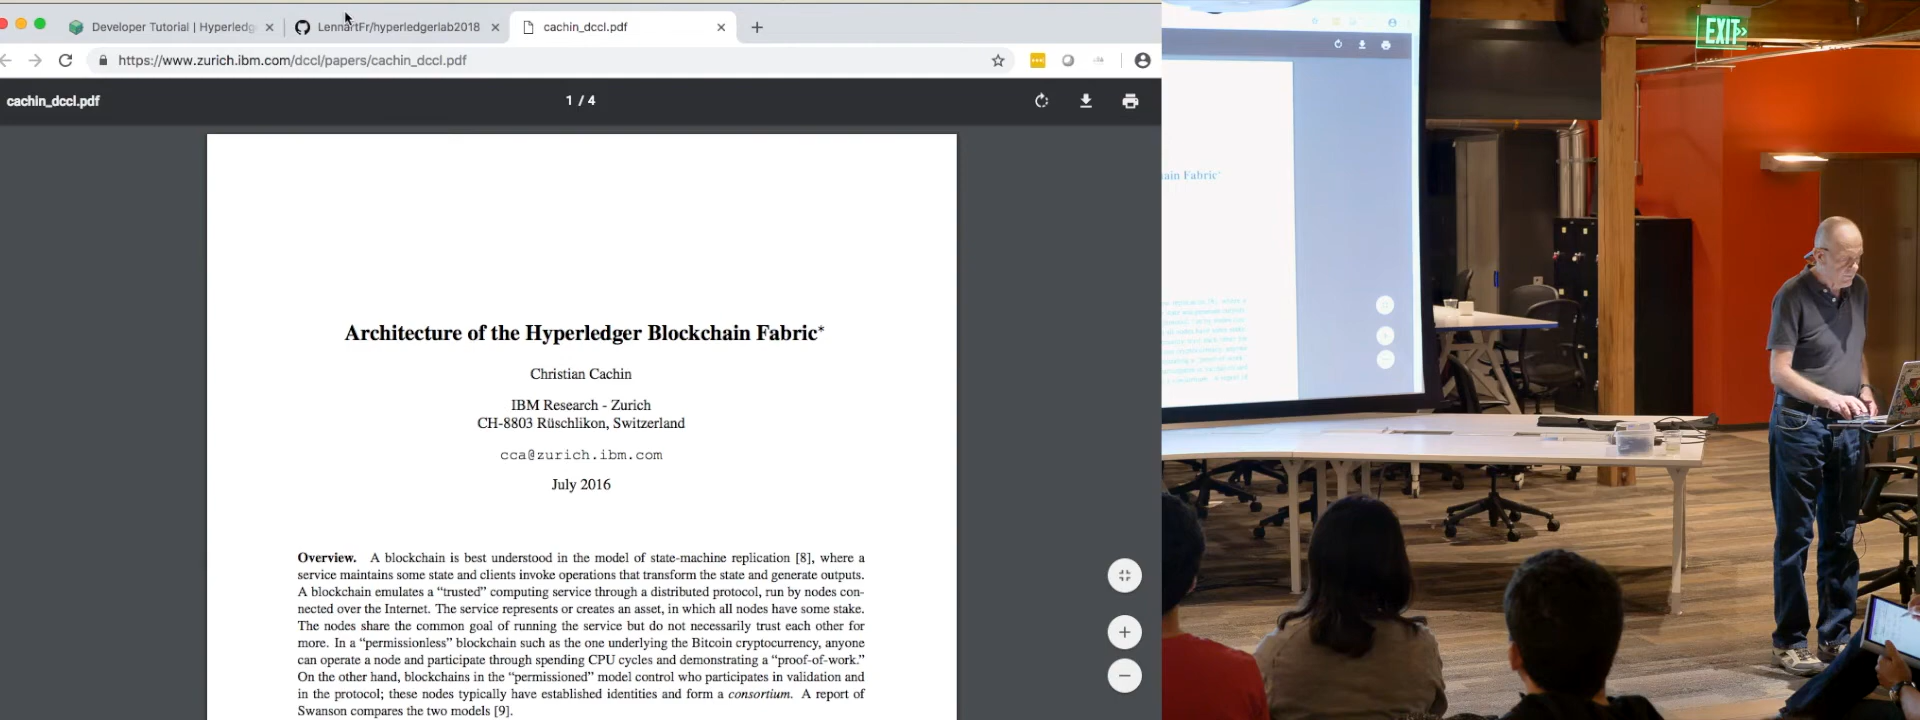 Developer Tutorial | Hyperledg
LennartFr/hyperledgerlab2018
cachin_dccl.pdf
https://www.zurich.ibm.com/dccl/papers/cachin_dccl.pdf
cachin_dccl.pdf
1 / 4
Architecture of the Hyperledger Blockchain Fabric*
Christian Cachin
IBM Research - Zurich
CH-8803 Rüschlikon, Switzerland
cca@zurich.ibm.com
July 2016
Overview. A blockchain is best understood in the model of state-machine replication [8], where a
service maintains some state and clients invoke operations that transform the state and generate outputs.
A blockchain emulates a “trusted” computing service through a distributed protocol, run by nodes con-
nected over the Internet. The service represents or creates an asset, in which all nodes have some stake.
The nodes share the common goal of running the service but do not necessarily trust each other for
more. In a “permissionless” blockchain such as the one underlying the Bitcoin cryptocurrency, anyone
can operate a node and participate through spending CPU cycles and demonstrating a “proof-of-work.”
On the other hand, blockchains in the “permissioned” model control who participates in validation and
in the protocol; these nodes typically have established identities and form a consortium. A report of
Swanson compares the two models [9].
ain Fabric*
EXIT